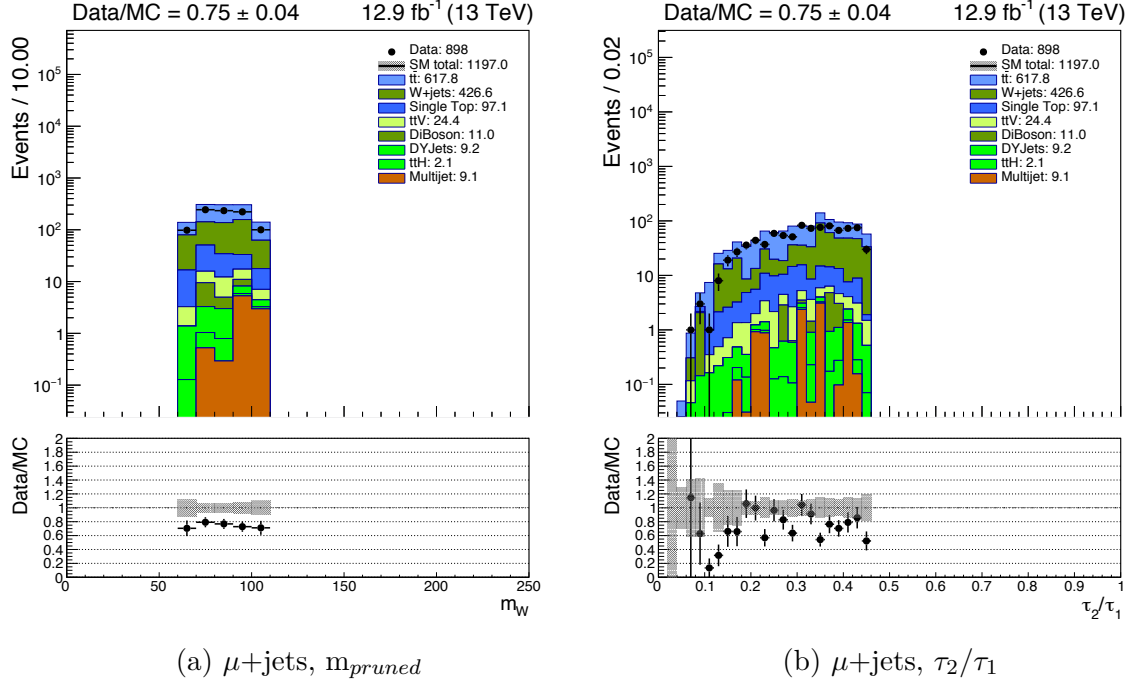 Data/MC = 0.75 ± 0.04 12.9 fb⁻¹ (13 TeV)
Events / 10.00
10⁵
10⁴
10³
10²
10
1
10⁻¹
Data: 898
SM total: 1197.0
tt̄: 617.8
W+jets: 426.6
Single Top: 97.1
ttV: 24.4
DiBoson: 11.0
DYJets: 9.2
ttH: 2.1
Multijet: 9.1
Data/MC
2
1.8
1.6
1.4
1.2
1
0.8
0.6
0.4
0.2
0
0 50 100 150 200 250
m_W
(a) μ+jets, m_pruned
Data/MC = 0.75 ± 0.04 12.9 fb⁻¹ (13 TeV)
Events / 0.02
10⁵
10⁴
10³
10²
10
1
10⁻¹
Data: 898
SM total: 1197.0
tt̄: 617.8
W+jets: 426.6
Single Top: 97.1
ttV: 24.4
DiBoson: 11.0
DYJets: 9.2
ttH: 2.1
Multijet: 9.1
Data/MC
2
1.8
1.6
1.4
1.2
1
0.8
0.6
0.4
0.2
0
0 0.1 0.2 0.3 0.4 0.5 0.6 0.7 0.8 0.9 1
τ₂/τ₁
(b) μ+jets, τ₂/τ₁